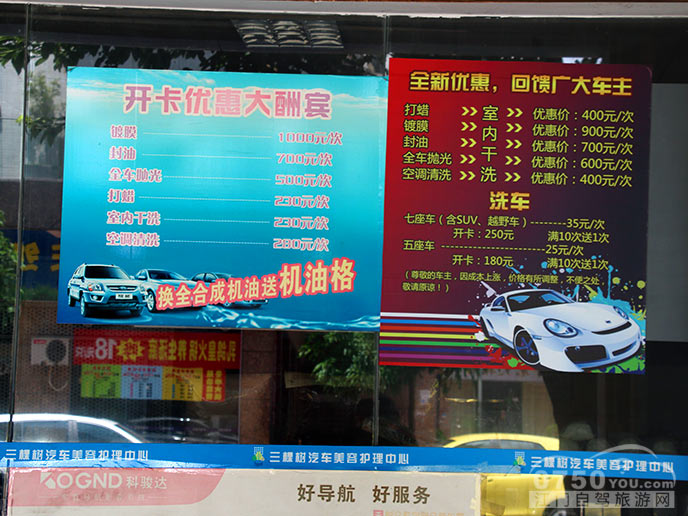 开卡优惠大酬宾
镀膜 1000元/次
封油 700元/次
全车抛光 500元/次
打蜡 230元/次
室内干洗 230元/次
空调清洗 280元/次
换全合成机油送机油格
全新优惠，回馈广大车主
打蜡 >> 室 >> 优惠价：400元/次
镀膜 >> 内 >> 优惠价：900元/次
封油 >> 干 >> 优惠价：700元/次
全车抛光 >> 洗 >> 优惠价：600元/次
空调清洗 >> >> 优惠价：400元/次
洗车
七座车（含SUV、越野车）--------35元/次
开卡：250元 满10次送1次
五座车 ----------------------25元/次
开卡：180元 满10次送1次
（尊敬的车主，因成本上涨，价格有所调整，不便之处
敬请原谅！）
三棵树汽车美容护理中心
三棵树汽车美容护理中心
KOGND 科骏达
好导航 好服务
0750you.com
江门自驾旅游网